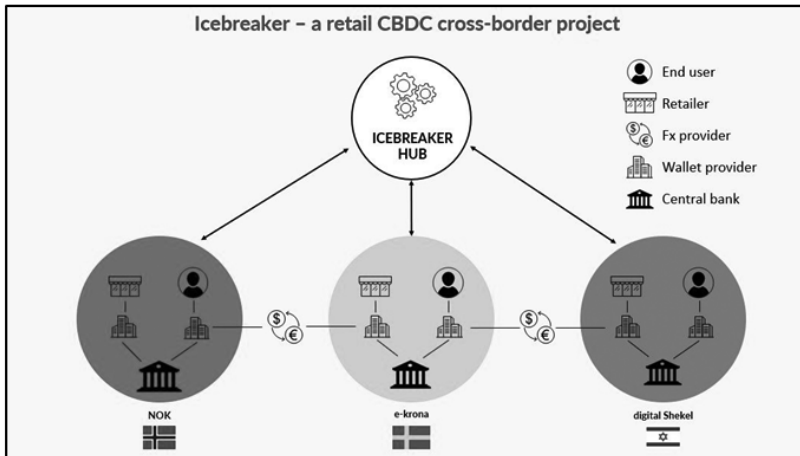 Icebreaker – a retail CBDC cross-border project
ICEBREAKER
HUB
End user
Retailer
Fx provider
Wallet provider
Central bank
$
€
$
€
$
€
NOK
e-krona
digital Shekel